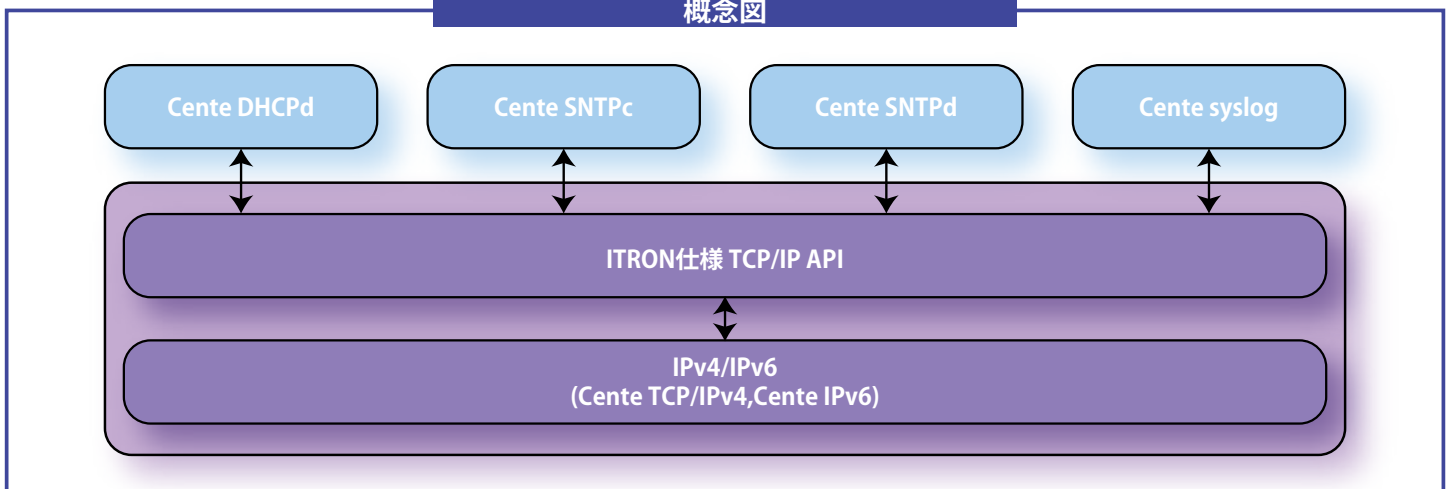 概念図
Cente DHCPd
Cente SNTPc
Cente SNTPd
Cente syslog
ITRON仕様 TCP/IP API
IPv4/IPv6
(Cente TCP/IPv4,Cente IPv6)